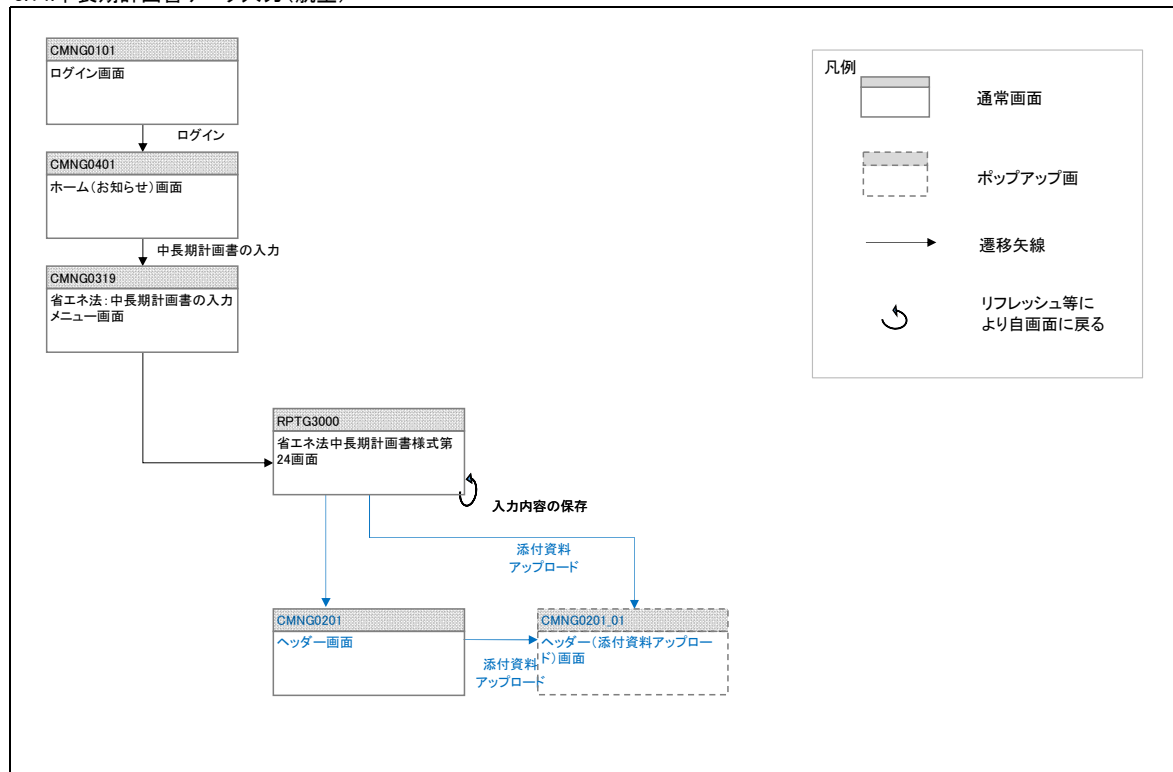 CMNG0101
ログイン画面
ログイン
CMNG0401
ホーム（お知らせ）画面
中長期計画書の入力
CMNG0319
省エネ法：中長期計画書の入力
メニュー画面
RPTG3000
省エネ法中長期計画書様式第
24画面
入力内容の保存
添付資料
アップロード
CMNG0201
ヘッダー画面
添付資料
アップロード
CMNG0201_01
ヘッダー（添付資料アップロー
ド）画面
凡例
通常画面
ポップアップ画
遷移矢線
リフレッシュ等に
より自画面に戻る